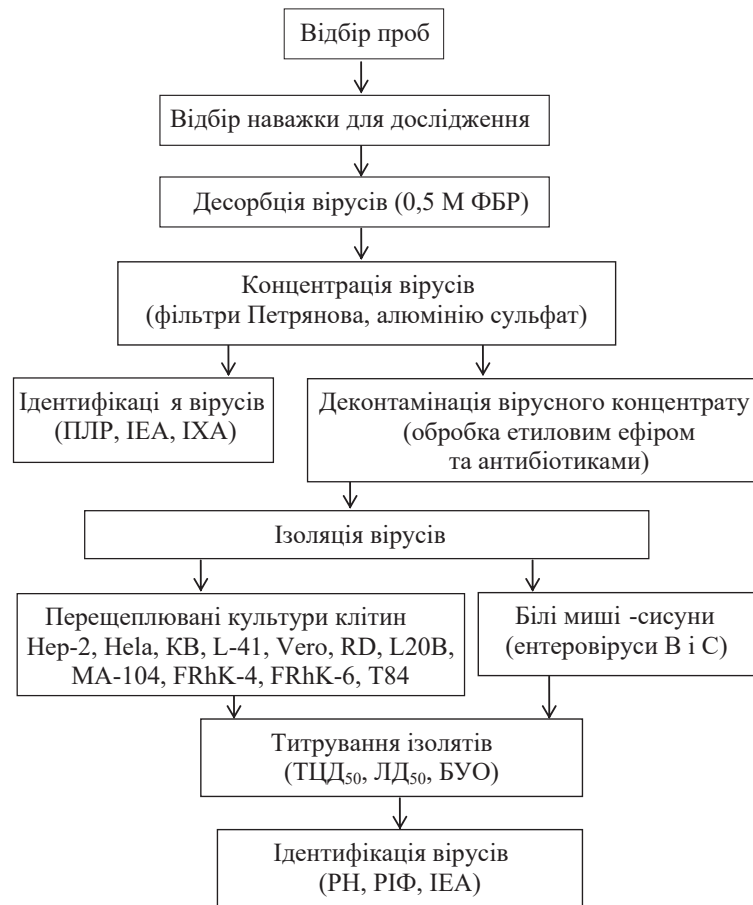 Відбір проб
Відбір наважки для дослідження
Десорбція вірусів (0,5 М ФБР)
Концентрація вірусів
(фільтри Петрянова, алюмінію сульфат)
Ідентифікаці я вірусів
(ПЛР, ІЕА, ІХА)
Деконтамінація вірусного концентрату
(обробка етиловим ефіром
та антибіотиками)
Ізоляція вірусів
Перещеплювані культури клітин
Hep-2, Hela, KB, L-41, Vero, RD, L20B,
MA-104, FRhK-4, FRhK-6, T84
Білі миші -сисуни
(ентеровіруси В і С)
Титрування ізолятів
(ТЦД₅₀, ЛД₅₀, БУО)
Ідентифікація вірусів
(РН, РІФ, ІЕА)